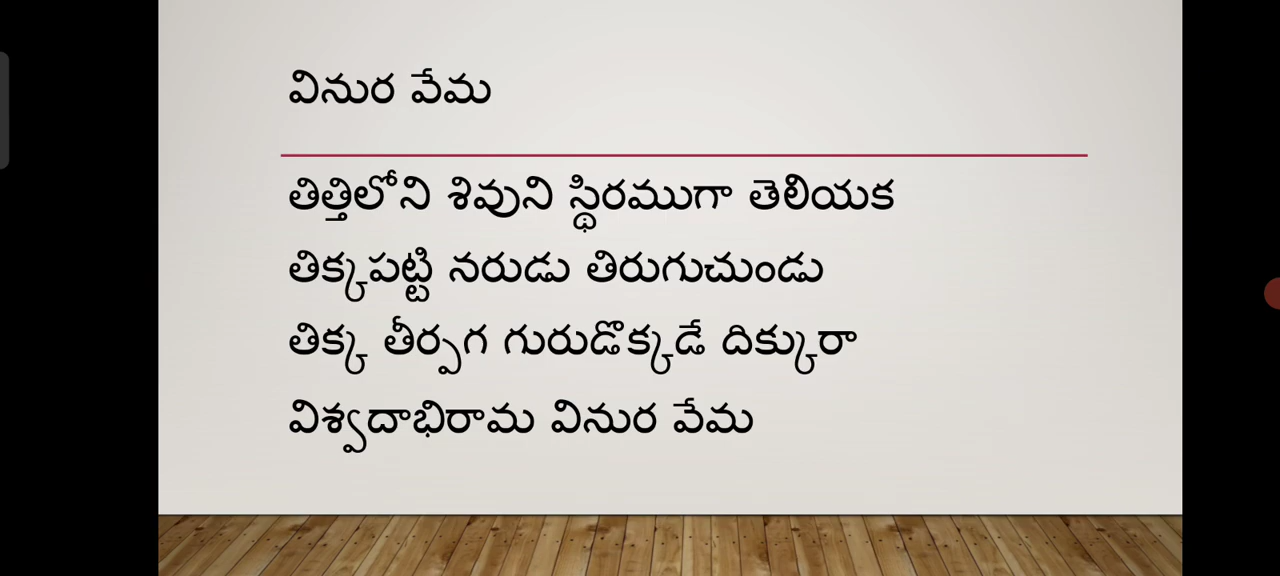 వినుర వేమ
తిత్తిలోని శివుని స్థిరముగా తెలియక
తిక్కపట్టి నరుడు తిరుగుచుండు
తిక్క తీర్పగ గురుడొక్కడే దిక్కురా
విశ్వదాభిరామ వినుర వేమ